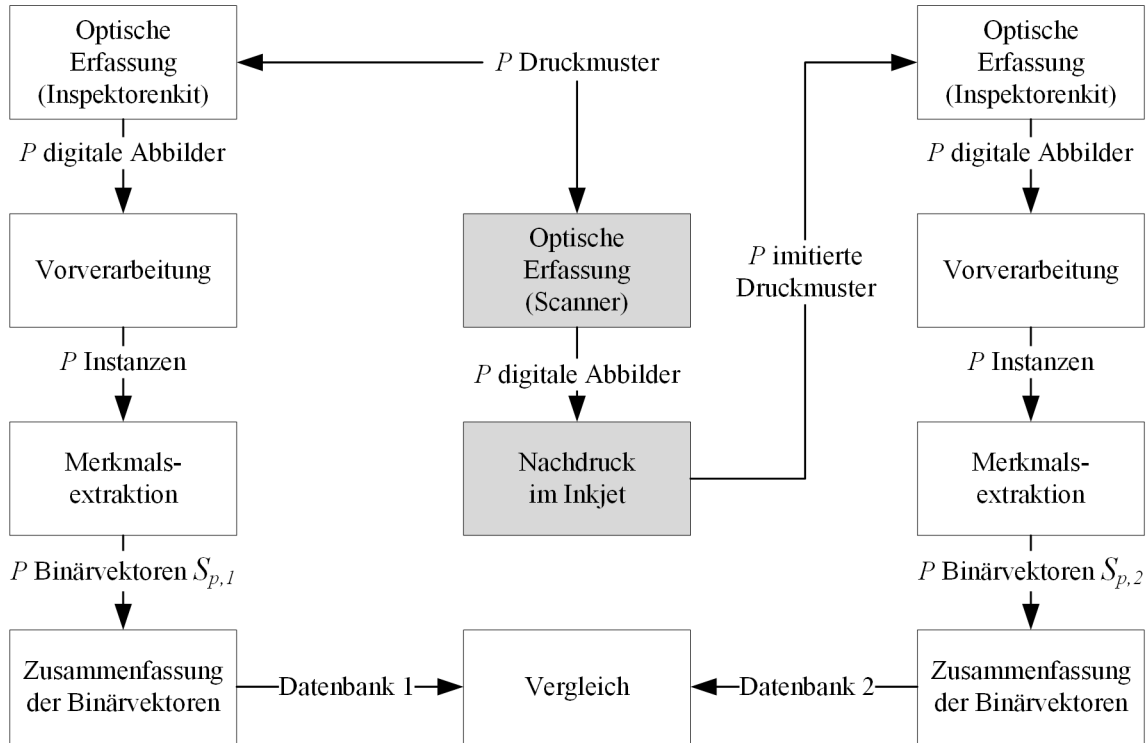 Optische
Erfassung
(Inspektorenkit)
P digitale Abbilder
Vorverarbeitung
P Instanzen
Merkmals-
extraktion
P Binärvektoren Sp,1
Zusammenfassung
der Binärvektoren
Datenbank 1
P Druckmuster
Optische
Erfassung
(Scanner)
P digitale Abbilder
Nachdruck
im Inkjet
P imitierte
Druckmuster
Optische
Erfassung
(Inspektorenkit)
P digitale Abbilder
Vorverarbeitung
P Instanzen
Merkmals-
extraktion
P Binärvektoren Sp,2
Zusammenfassung
der Binärvektoren
Datenbank 2
Vergleich